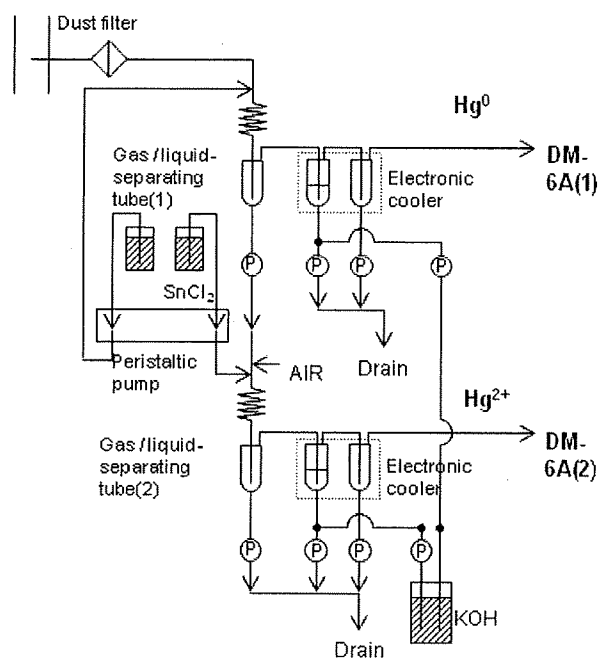 Dust filter
Hg⁰
Gas/liquid-
separating
tube(1)
Electronic
cooler
DM-
6A(1)
P
P
P
P
SnCl₂
Peristaltic
pump
AIR
Drain
Hg²⁺
Gas/liquid-
separating
tube(2)
Electronic
cooler
DM-
6A(2)
P
P
P
P
KOH
Drain